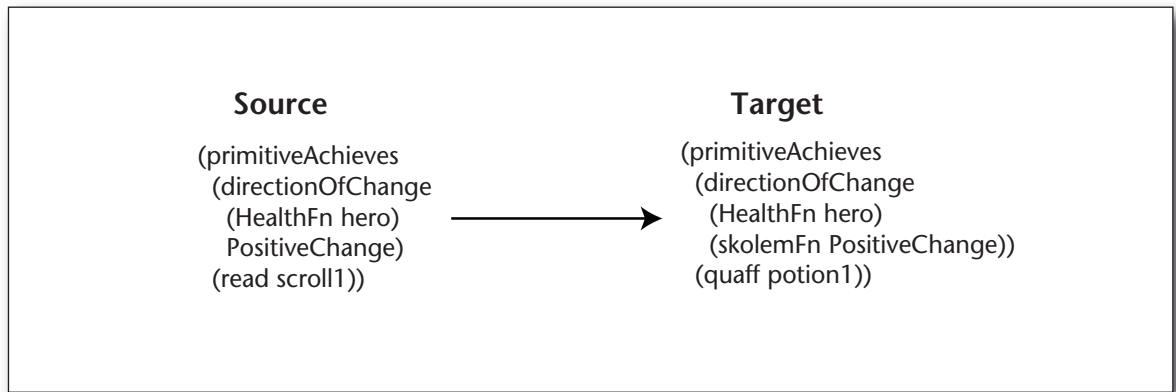 Source
(primitiveAchieves
(directionOfChange
(HealthFn hero)
PositiveChange)
(read scroll1))
Target
(primitiveAchieves
(directionOfChange
(HealthFn hero)
(skolemFn PositiveChange))
(quaff potion1))